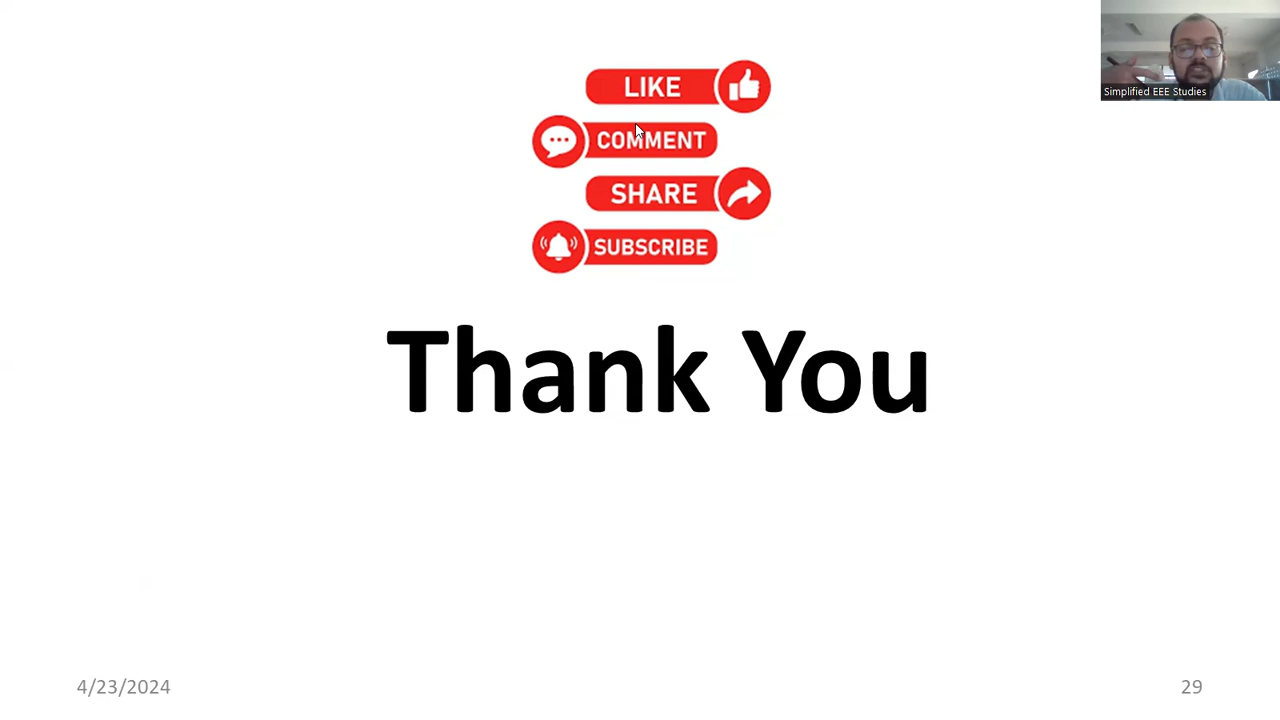 LIKE
Simplified EEE Studies
COMMENT
SHARE
SUBSCRIBE
Thank You
4/23/2024
29